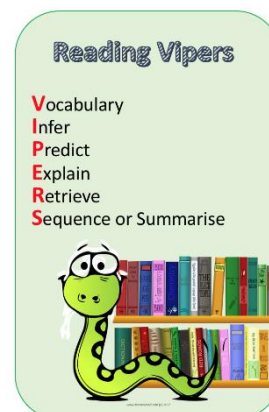 Reading Vipers
Vocabulary
Infer
Predict
Explain
Retrieve
Sequence or Summarise